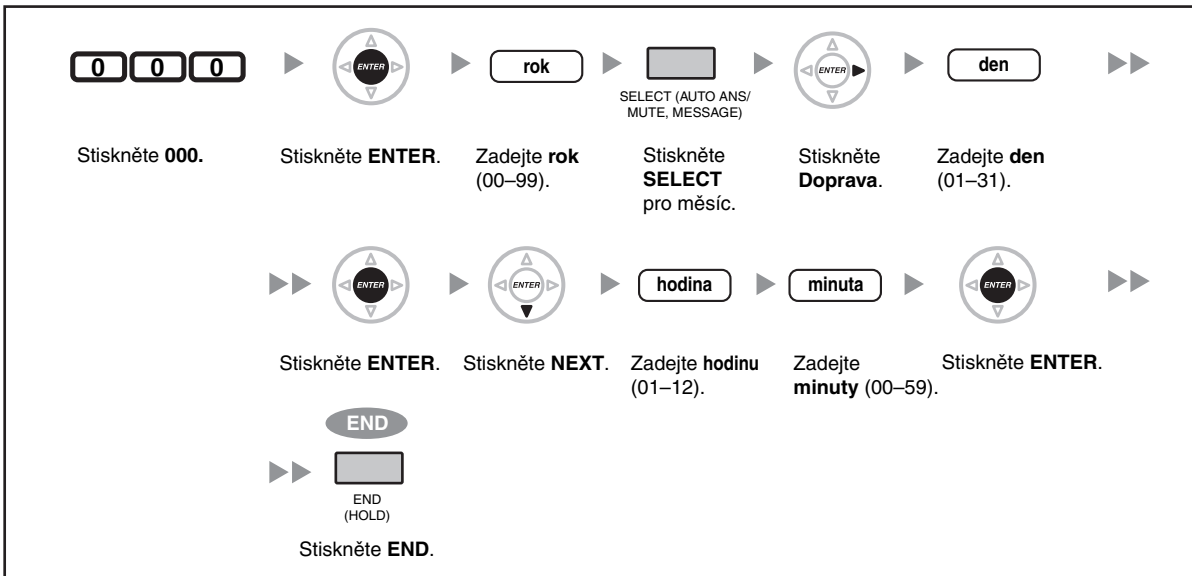 0 0 0
ENTER
rok
SELECT (AUTO ANS/
MUTE, MESSAGE)
ENTER
den
Stiskněte 000.
Stiskněte ENTER.
Zadejte rok
(00–99).
Stiskněte
SELECT
pro měsíc.
Stiskněte
Doprava.
Zadejte den
(01–31).
ENTER
ENTER
hodina
minuta
ENTER
Stiskněte ENTER.
Stiskněte NEXT.
Zadejte hodinu
(01–12).
Zadejte
minuty (00–59).
Stiskněte ENTER.
END
END
(HOLD)
Stiskněte END.